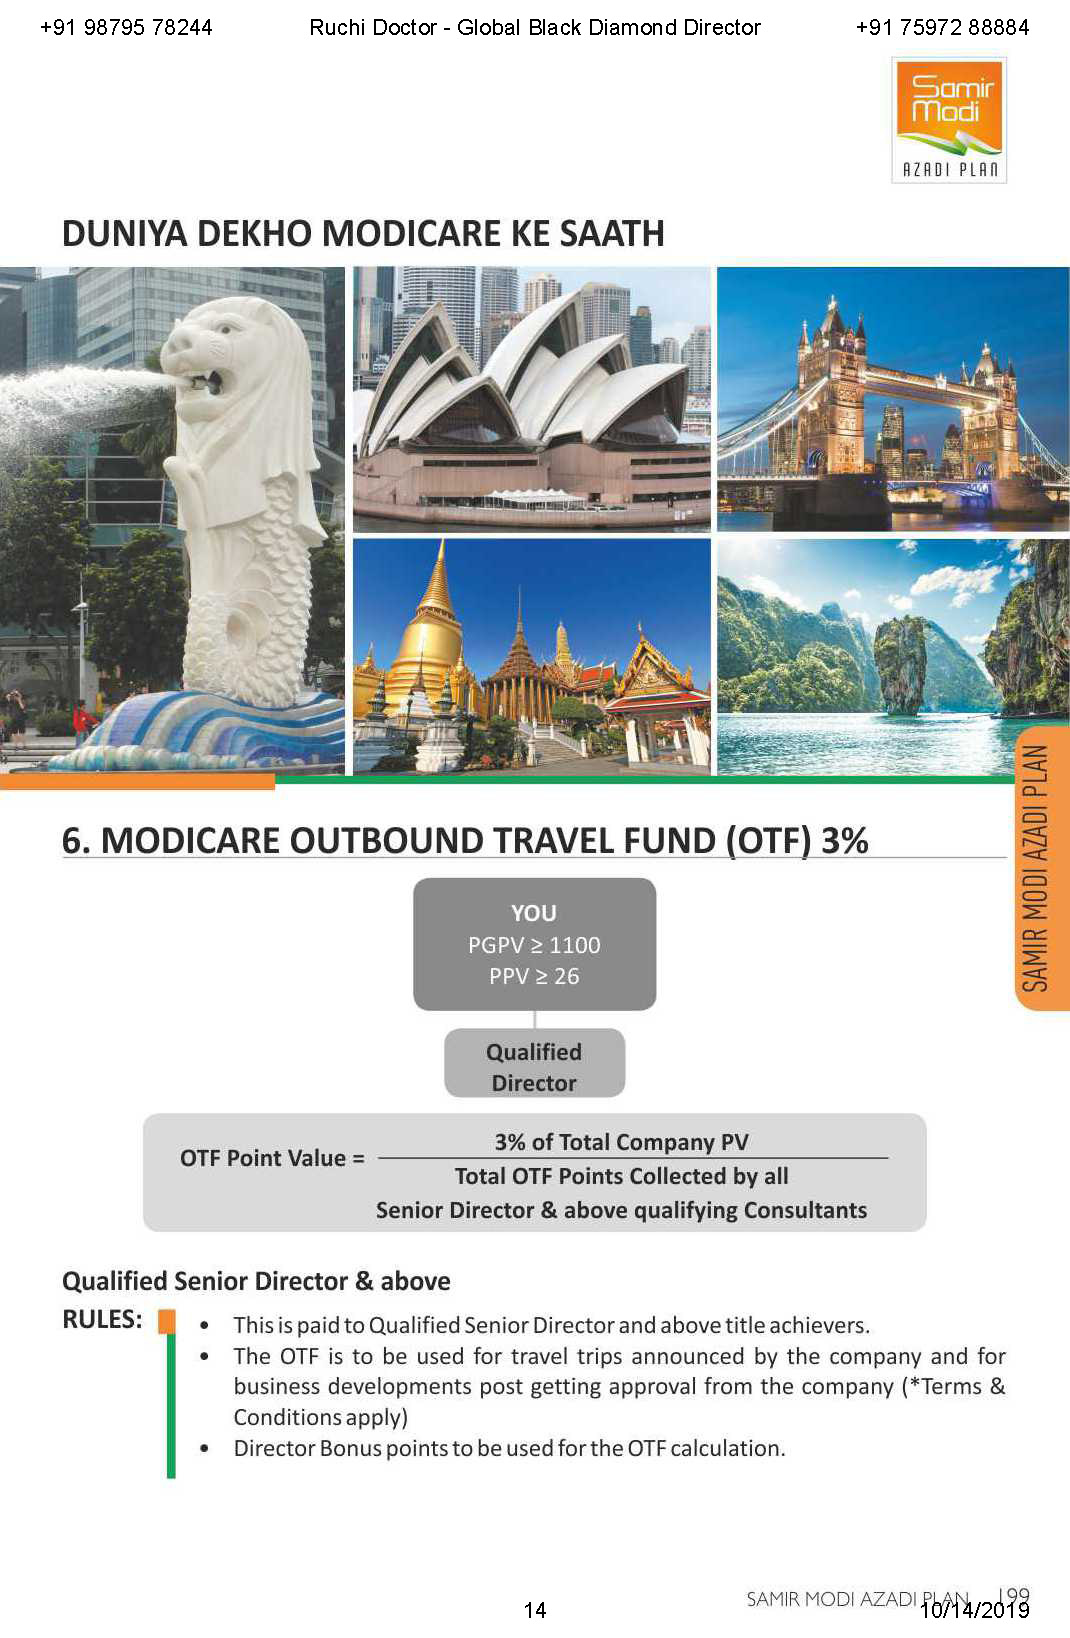 +91 98795 78244 Ruchi Doctor - Global Black Diamond Director +91 75972 88884
Samir
Modi
AZADI PLAN
DUNIYA DEKHO MODICARE KE SAATH
SAMIR MODI AZADI PLAN
6. MODICARE OUTBOUND TRAVEL FUND (OTF) 3%
YOU
PGPV ≥ 1100
PPV ≥ 26
Qualified
Director
OTF Point Value =
3% of Total Company PV
Total OTF Points Collected by all
Senior Director & above qualifying Consultants
Qualified Senior Director & above
RULES:
• This is paid to Qualified Senior Director and above title achievers.
• The OTF is to be used for travel trips announced by the company and for
business developments post getting approval from the company (*Terms &
Conditions apply)
• Director Bonus points to be used for the OTF calculation.
SAMIR MODI AZADI PLAN | 99
14 10/14/2019